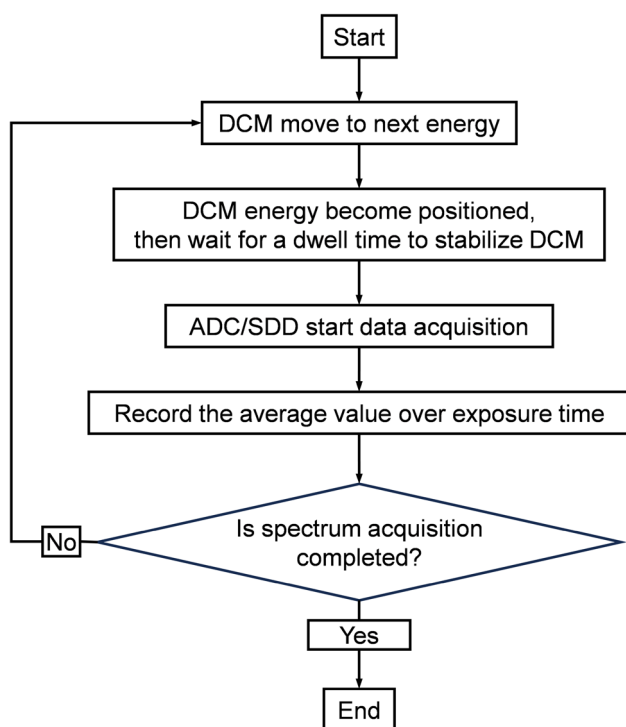 Start
DCM move to next energy
DCM energy become positioned,
then wait for a dwell time to stabilize DCM
ADC/SDD start data acquisition
Record the average value over exposure time
Is spectrum acquisition
completed?
No
Yes
End